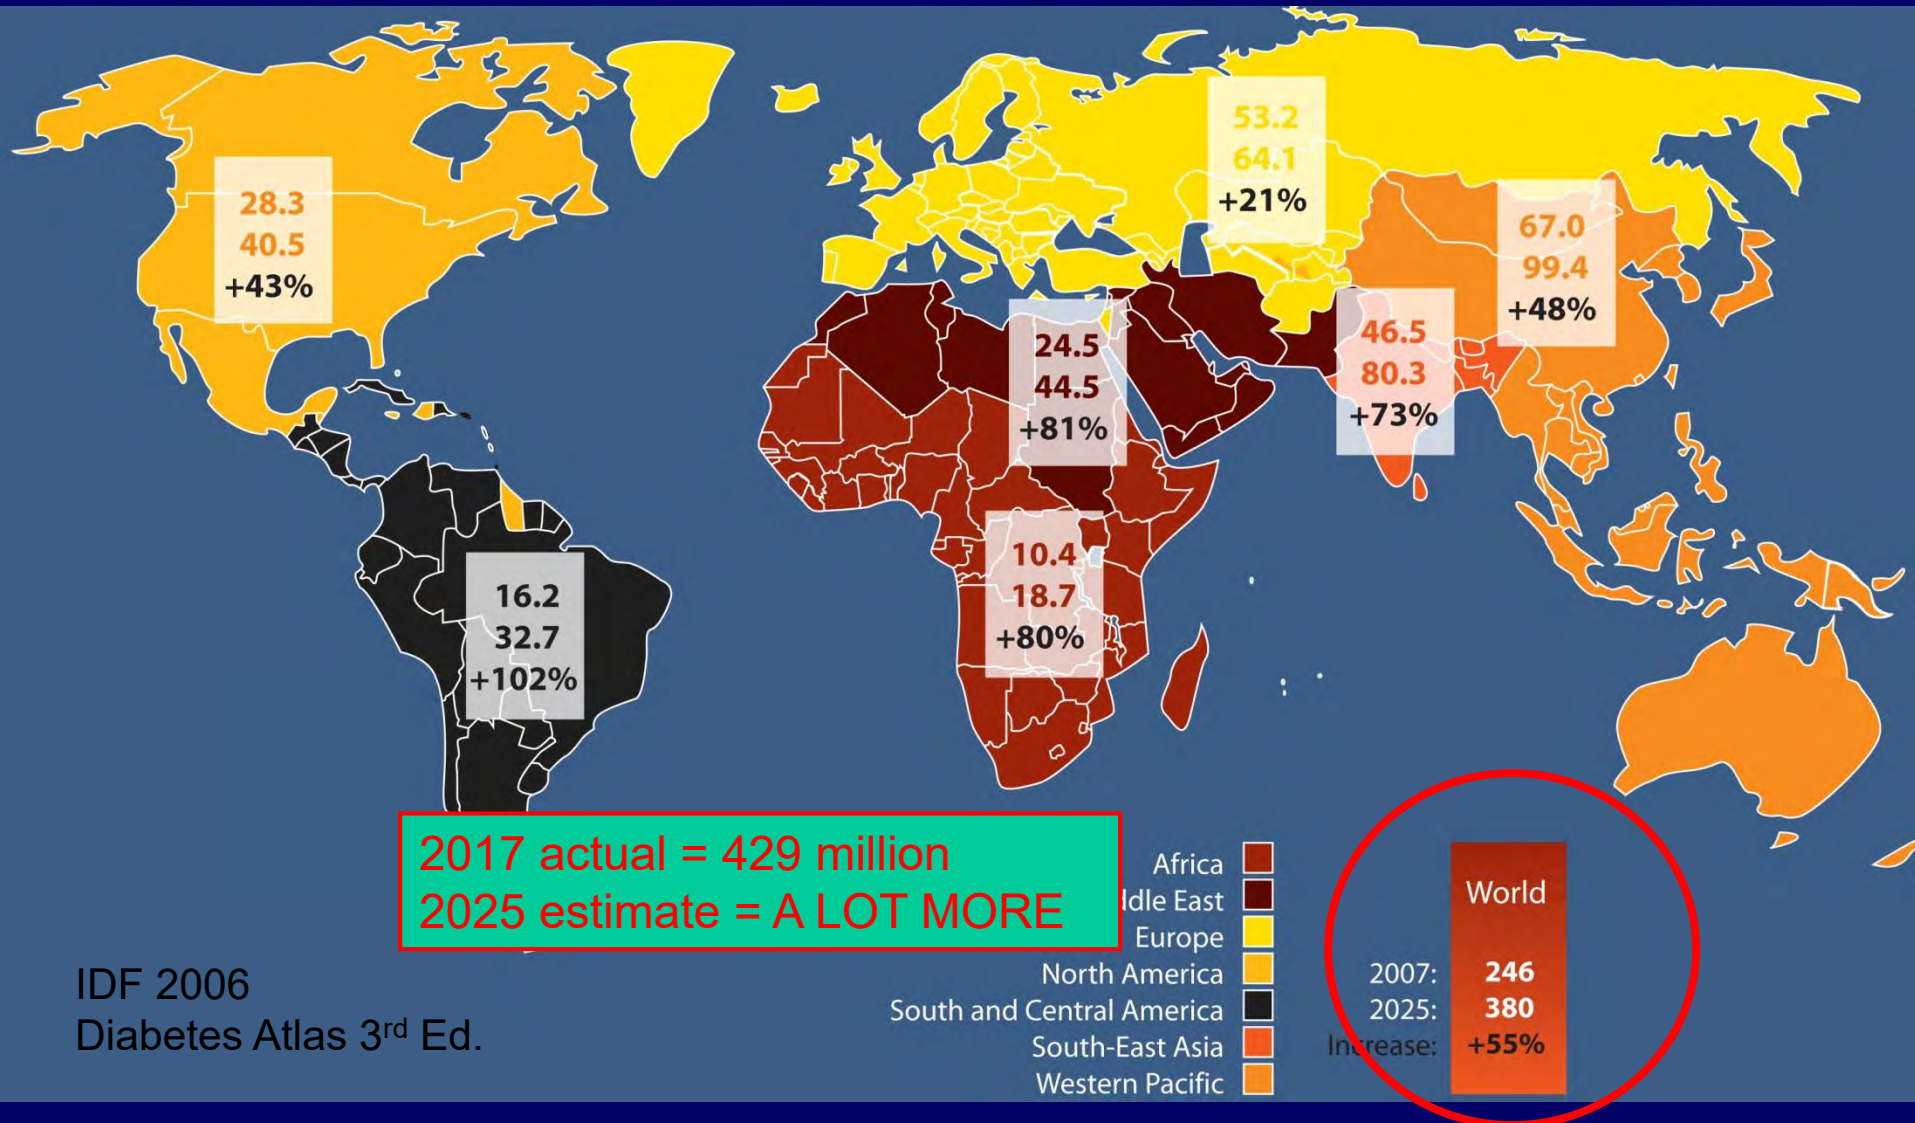 53.2
64.1
+21%
28.3
40.5
+43%
67.0
99.4
+48%
24.5
44.5
+81%
46.5
80.3
+73%
10.4
18.7
+80%
16.2
32.7
+102%
2017 actual = 429 million
2025 estimate = A LOT MORE
Africa
East
Europe
North America
South and Central America
South-East Asia
Western Pacific
World
2007: 246
2025: 380
Increase: +55%
IDF 2006
Diabetes Atlas 3rd Ed.